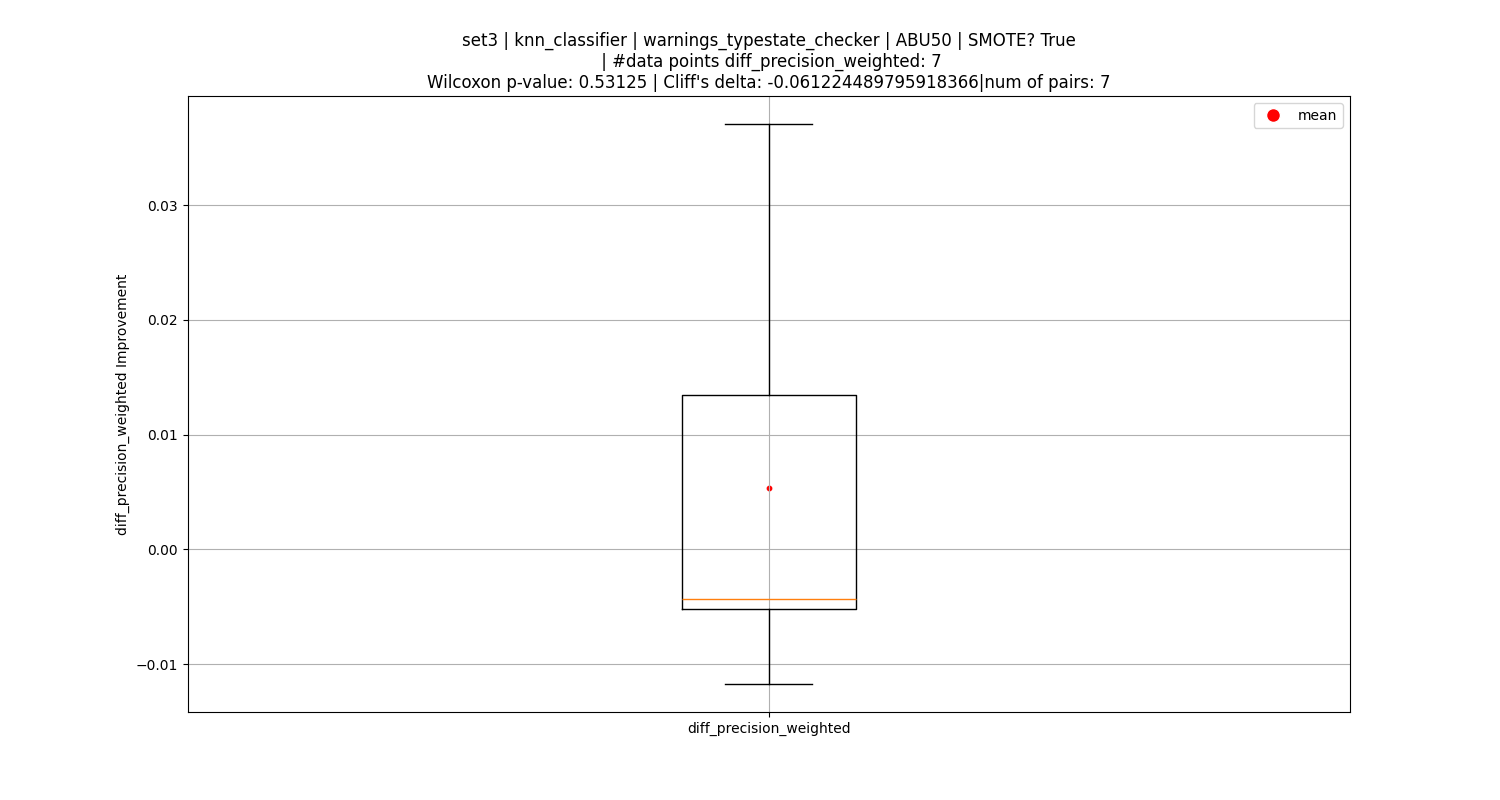 set3 | knn_classifier | warnings_typestate_checker | ABU50 | SMOTE? True
| #data points diff_precision_weighted: 7
Wilcoxon p-value: 0.53125 | Cliff's delta: -0.061224489795918366|num of pairs: 7
mean
0.03
0.02
0.01
0.00
−0.01
diff_precision_weighted Improvement
diff_precision_weighted